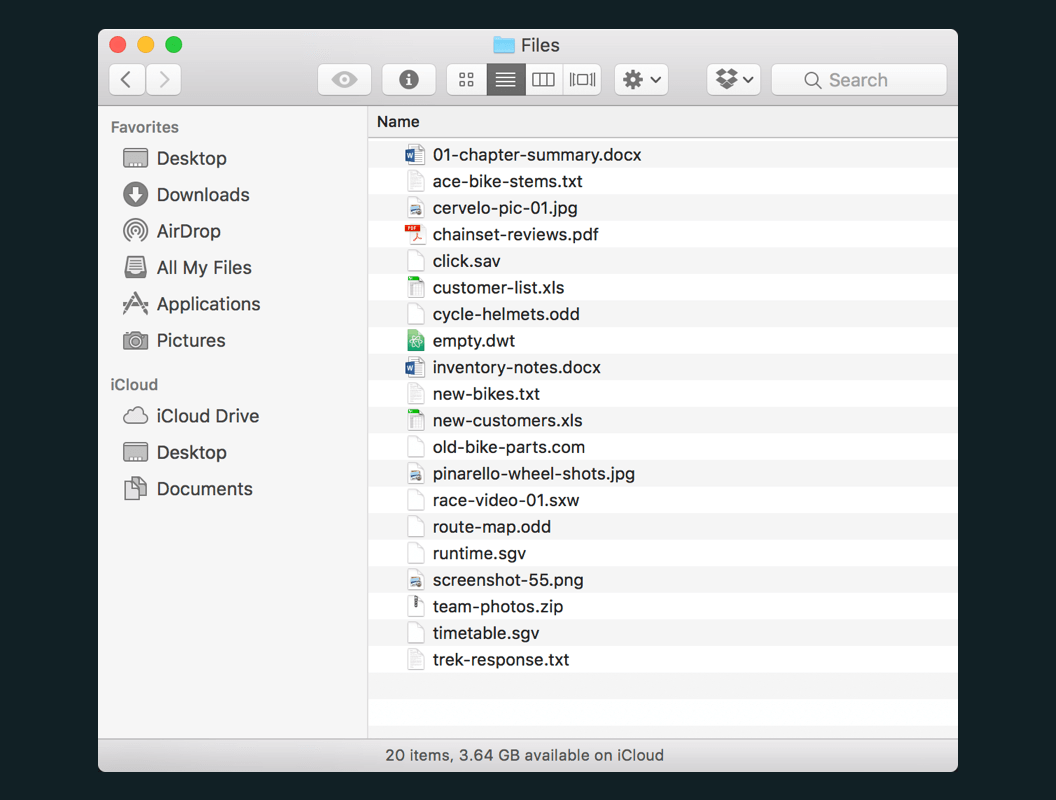 Files
Search
Favorites
Desktop
Downloads
AirDrop
All My Files
Applications
Pictures
iCloud
iCloud Drive
Desktop
Documents
Name
01-chapter-summary.docx
ace-bike-stems.txt
cervelo-pic-01.jpg
chainset-reviews.pdf
click.sav
customer-list.xls
cycle-helmets.odd
empty.dwt
inventory-notes.docx
new-bikes.txt
new-customers.xls
old-bike-parts.com
pinarello-wheel-shots.jpg
race-video-01.sxw
route-map.odd
runtime.sgv
screenshot-55.png
team-photos.zip
timetable.sgv
trek-response.txt
20 items, 3.64 GB available on iCloud